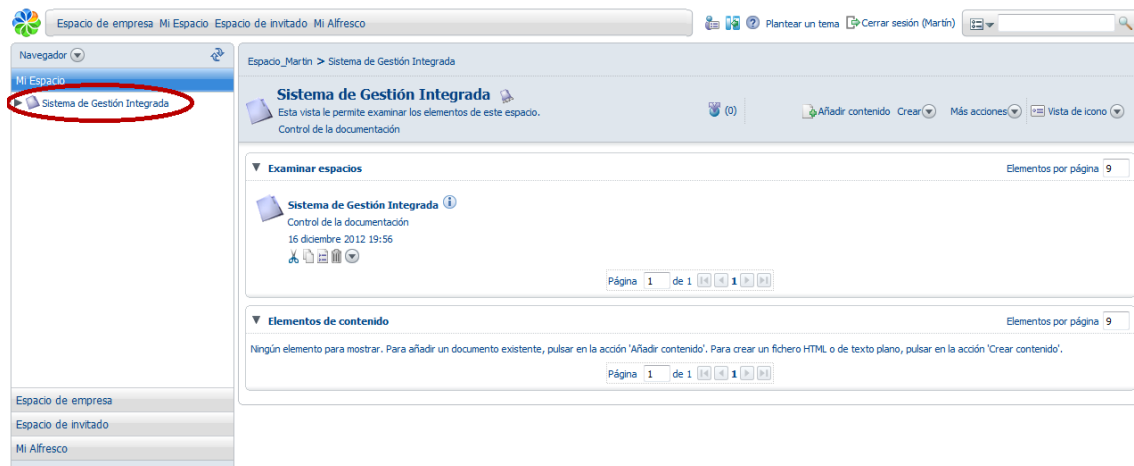 Espacio de empresa Mi Espacio Espacio de invitado Mi Alfresco
Plantear un tema Cerrar sesión (Martín)
Navegador
Mi Espacio
Sistema de Gestión Integrada
Espacio_Martin > Sistema de Gestión Integrada
Sistema de Gestión Integrada
Esta vista le permite examinar los elementos de este espacio.
Control de la documentación
(0)
Añadir contenido Crear Más acciones Vista de icono
Examinar espacios
Elementos por página 9
Sistema de Gestión Integrada
Control de la documentación
16 diciembre 2012 19:56
Página 1 de 1 1
Elementos de contenido
Elementos por página 9
Ningún elemento para mostrar. Para añadir un documento existente, pulsar en la acción 'Añadir contenido'. Para crear un fichero HTML o de texto plano, pulsar en la acción 'Crear contenido'.
Página 1 de 1 1
Espacio de empresa
Espacio de invitado
Mi Alfresco